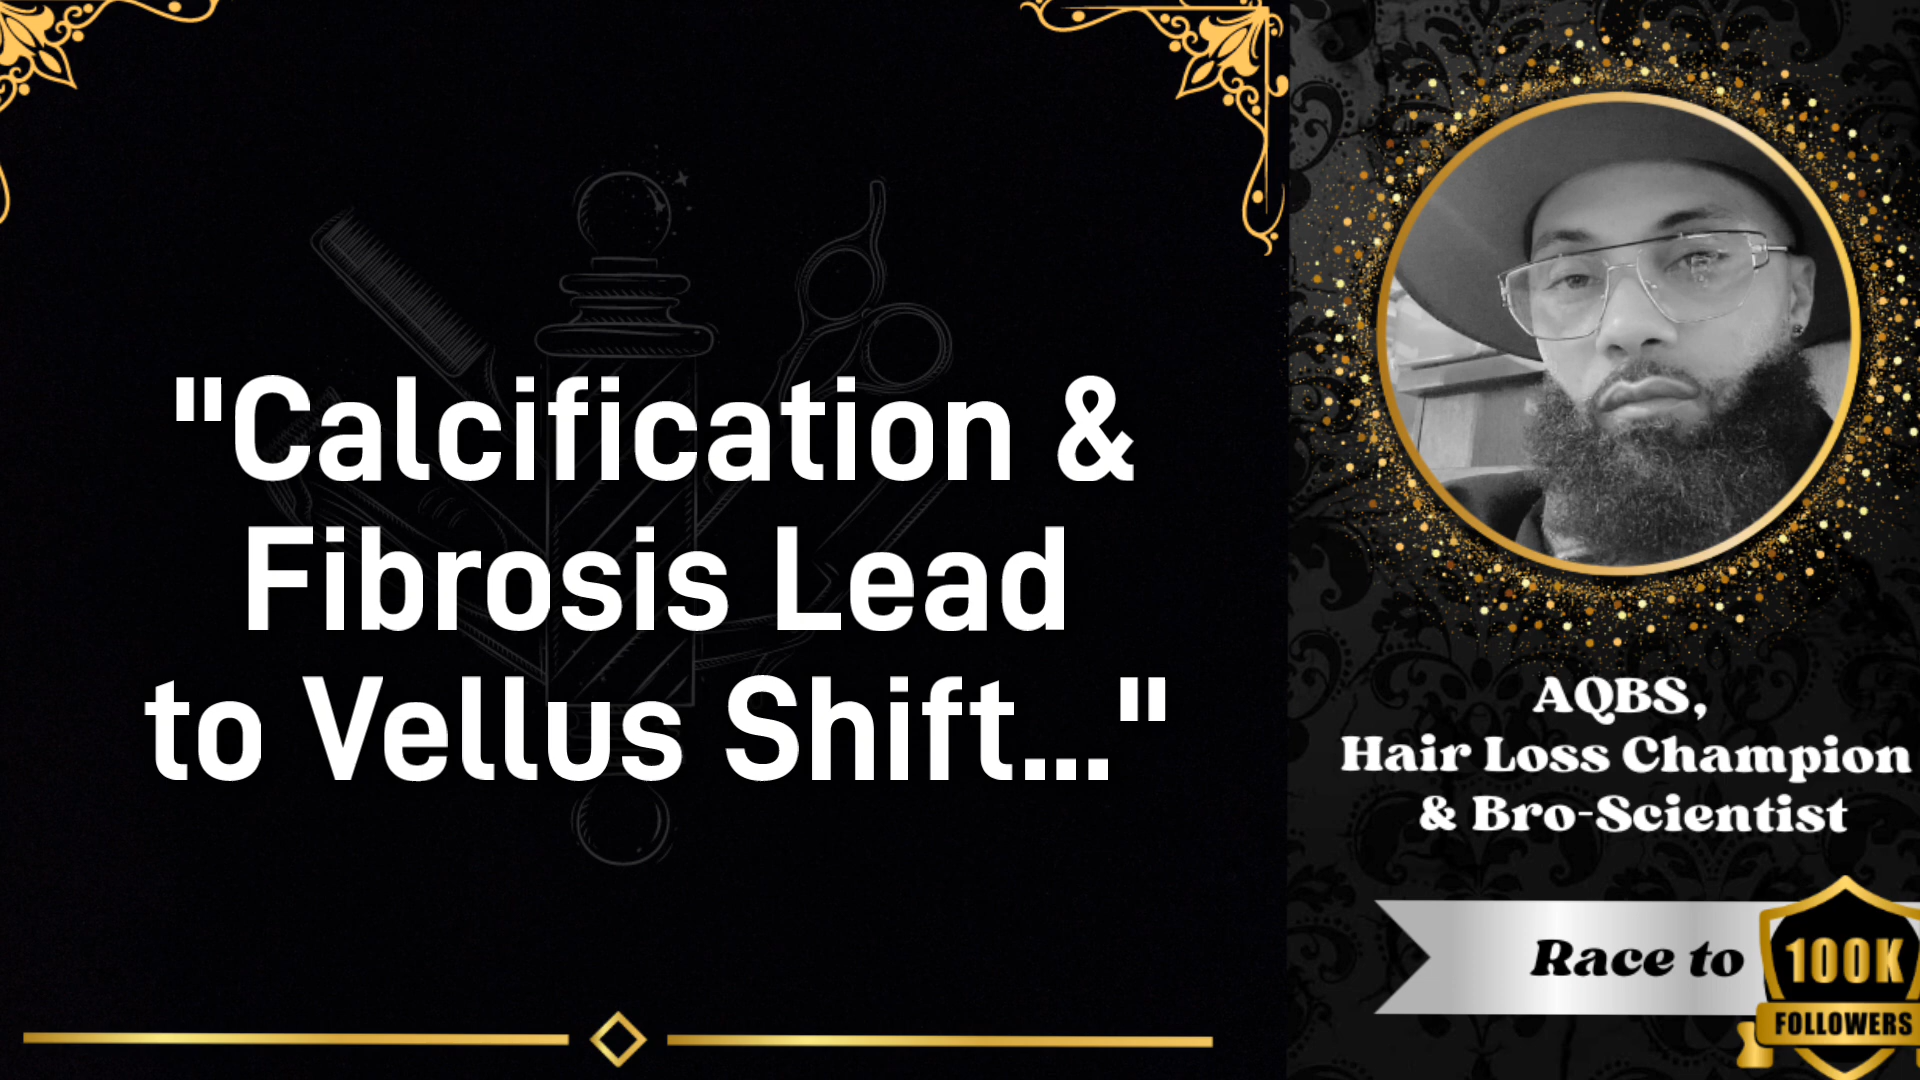 "Calcification &
Fibrosis Lead
to Vellus Shift..."
AQBS,
Hair Loss Champion
& Bro-Scientist
Race to
100K
FOLLOWERS